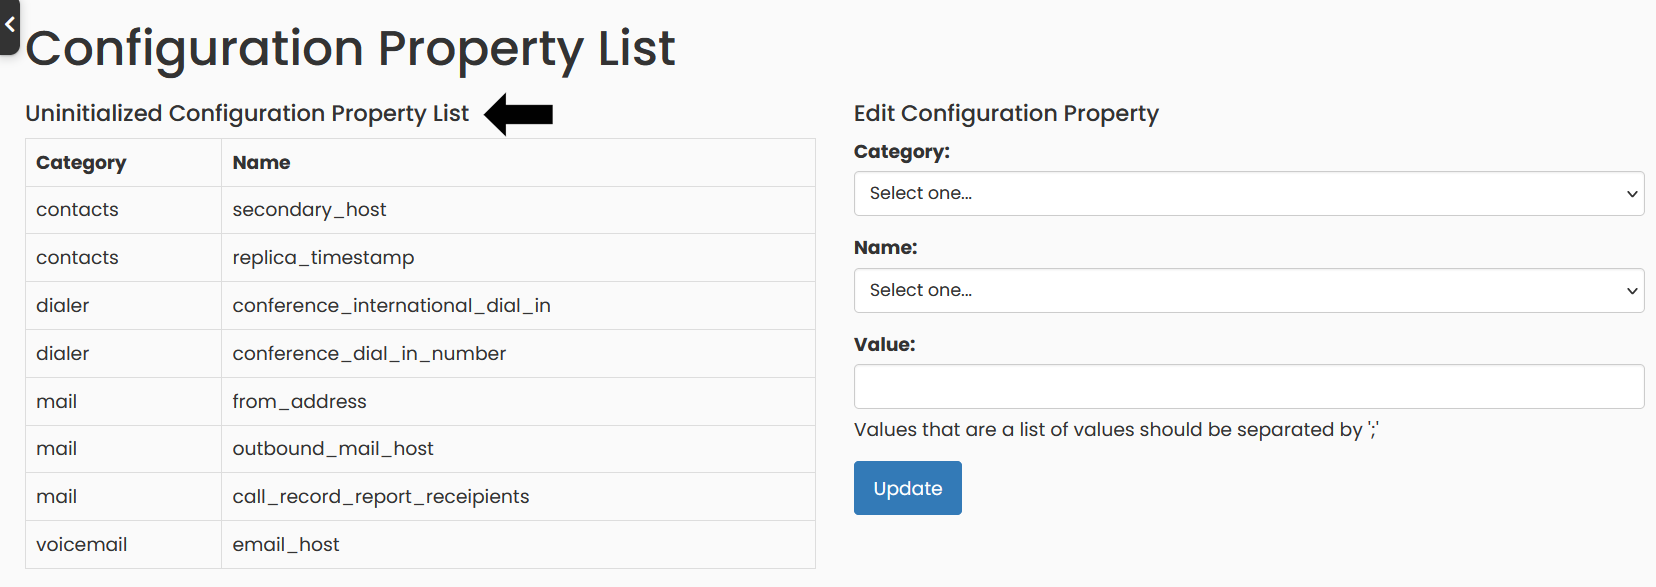 Configuration Property List
Uninitialized Configuration Property List
Category Name
contacts secondary_host
contacts replica_timestamp
dialer conference_international_dial_in
dialer conference_dial_in_number
mail from_address
mail outbound_mail_host
mail call_record_report_receipients
voicemail email_host
Edit Configuration Property
Category:
Select one...
Name:
Select one...
Value:
Values that are a list of values should be separated by ';'
Update